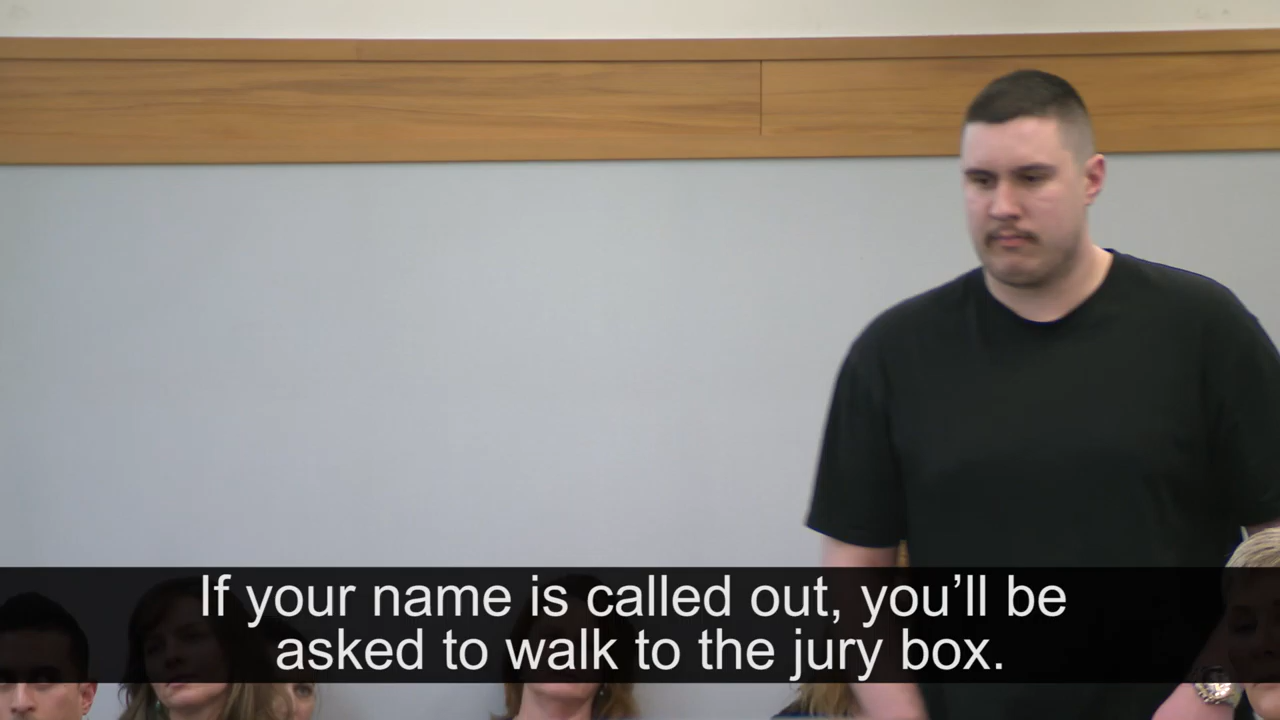 If your name is called out, you’ll be
asked to walk to the jury box.